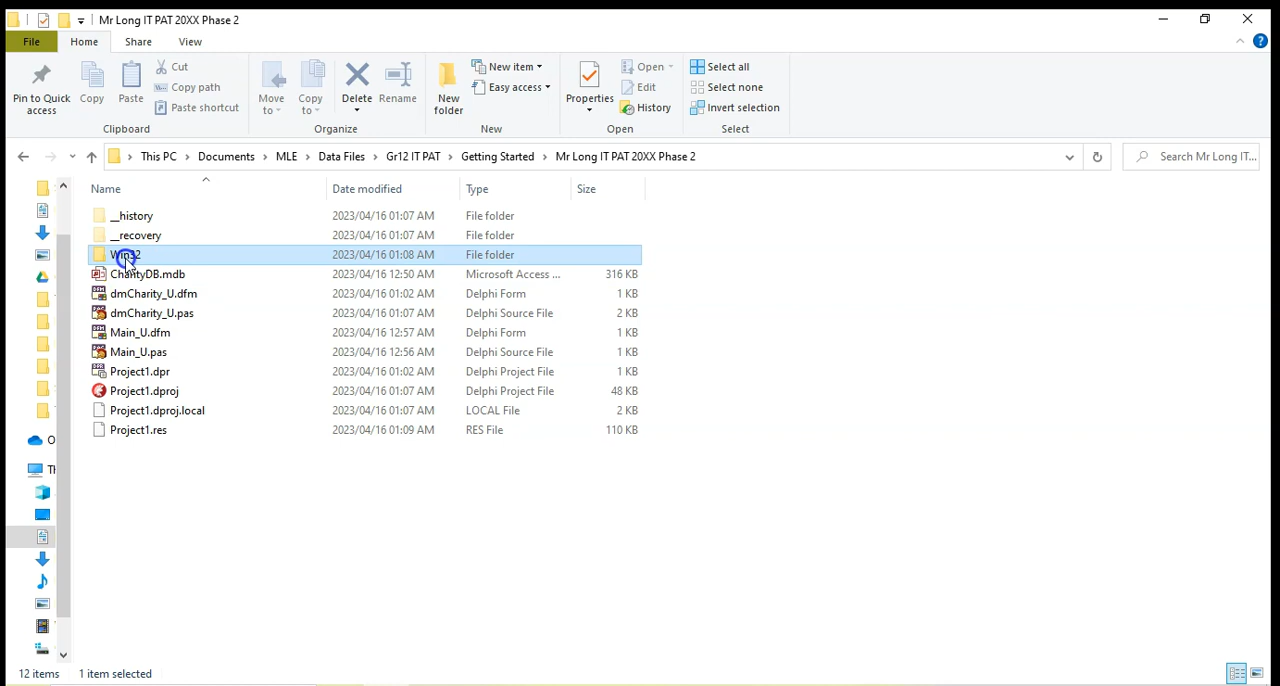 Mr Long IT PAT 20XX Phase 2
File Home Share View
Pin to Quick access
Copy
Paste
Cut
Copy path
Paste shortcut
Clipboard
Move to
Copy to
Delete
Rename
Organize
New folder
New item
Easy access
New
Properties
Open
Edit
History
Open
Select all
Select none
Invert selection
Select
This PC > Documents > MLE > Data Files > Gr12 IT PAT > Getting Started > Mr Long IT PAT 20XX Phase 2
Search Mr Long IT...
Name Date modified Type Size
__history 2023/04/16 01:07 AM File folder
__recovery 2023/04/16 01:07 AM File folder
Win32 2023/04/16 01:08 AM File folder
CharityDB.mdb 2023/04/16 12:50 AM Microsoft Access ... 316 KB
dmCharity_U.dfm 2023/04/16 01:02 AM Delphi Form 1 KB
dmCharity_U.pas 2023/04/16 01:07 AM Delphi Source File 2 KB
Main_U.dfm 2023/04/16 12:57 AM Delphi Form 1 KB
Main_U.pas 2023/04/16 12:56 AM Delphi Source File 1 KB
Project1.dpr 2023/04/16 01:02 AM Delphi Project File 1 KB
Project1.dproj 2023/04/16 01:07 AM Delphi Project File 48 KB
Project1.dproj.local 2023/04/16 01:07 AM LOCAL File 2 KB
Project1.res 2023/04/16 01:09 AM RES File 110 KB
12 items 1 item selected